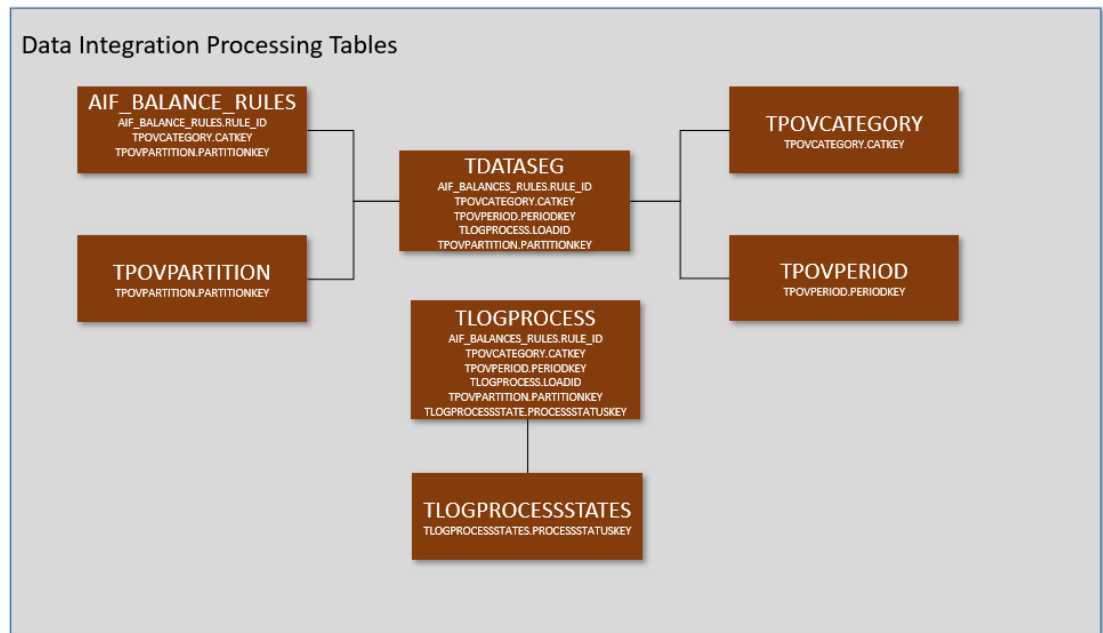 Data Integration Processing Tables
AIF_BALANCE_RULES
AIF_BALANCE_RULES.RULE_ID
TPOVCATEGORY.CATKEY
TPOVPARTITION.PARTITIONKEY
TPOVPARTITION
TPOVPARTITION.PARTITIONKEY
TDATASEG
AIF_BALANCES_RULES.RULE_ID
TPOVCATEGORY.CATKEY
TPOVPERIOD.PERIODKEY
TLOGPROCESS.LOADID
TPOVPARTITION.PARTITIONKEY
TPOVCATEGORY
TPOVCATEGORY.CATKEY
TPOVPERIOD
TPOVPERIOD.PERIODKEY
TLOGPROCESS
AIF_BALANCES_RULES.RULE_ID
TPOVCATEGORY.CATKEY
TPOVPERIOD.PERIODKEY
TLOGPROCESS.LOADID
TPOVPARTITION.PARTITIONKEY
TLOGPROCESSSTATE.PROCESSSTATUSKEY
TLOGPROCESSSTATES
TLOGPROCESSSTATES.PROCESSSTATUSKEY